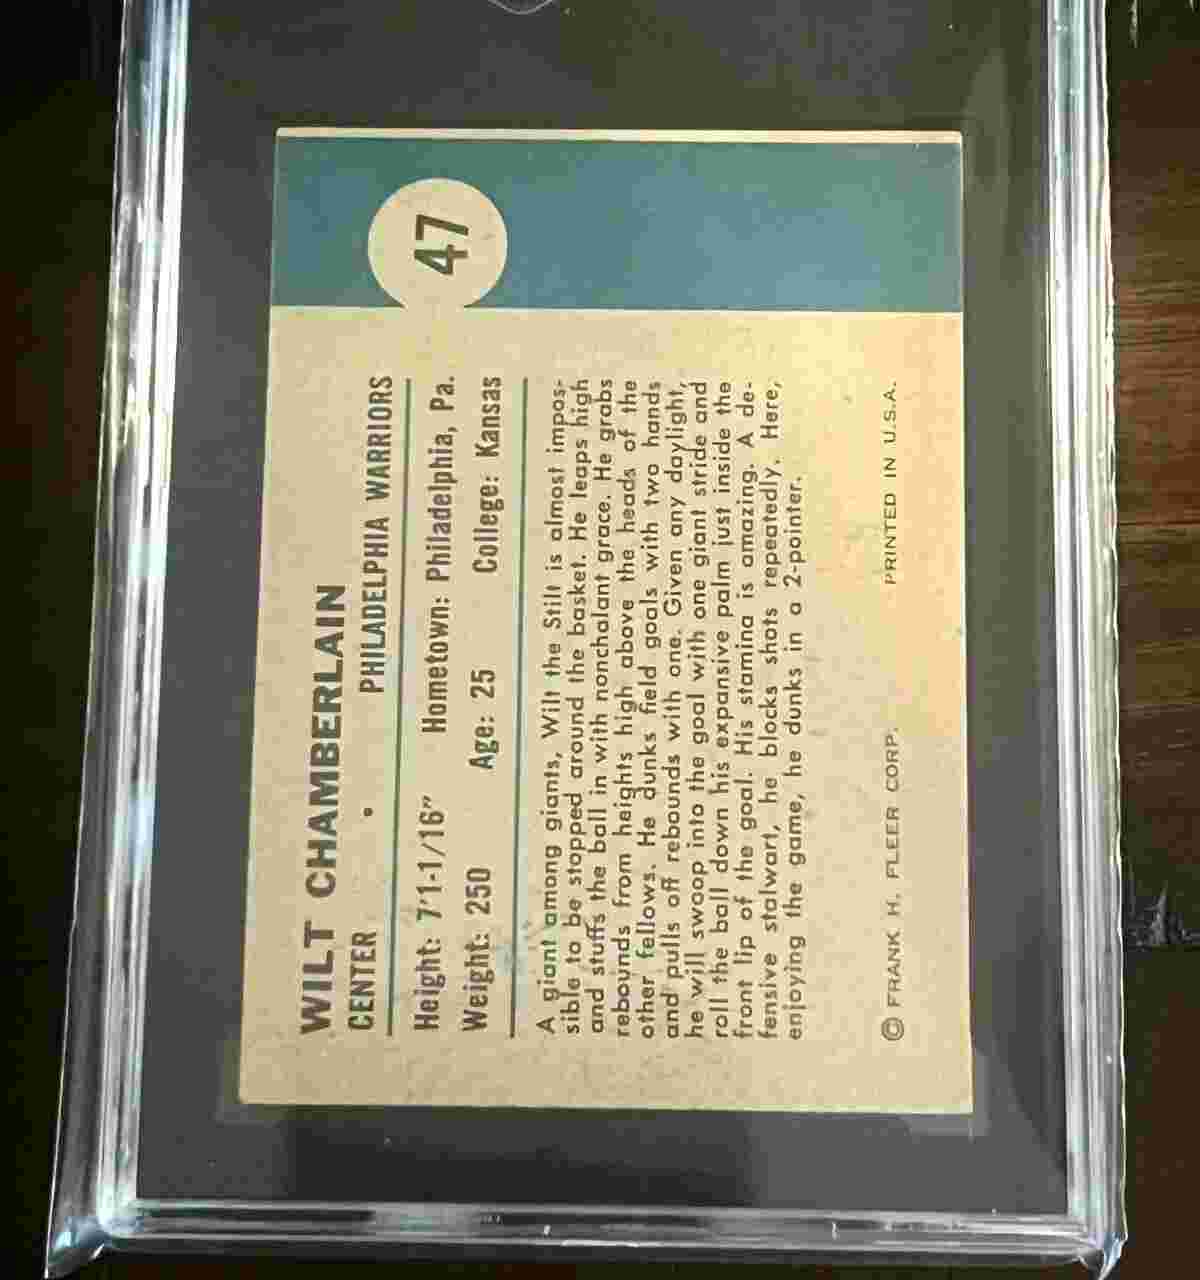 47
WILT CHAMBERLAIN
CENTER • PHILADELPHIA WARRIORS
Height: 7'1-1/16" Hometown: Philadelphia, Pa.
Weight: 250 Age: 25 College: Kansas
A giant among giants, Wilt the Stilt is almost impos-
sible to be stopped around the basket. He leaps high
and stuffs the ball in with nonchalant grace. He grabs
rebounds from heights high above the heads of the
other fellows. He dunks field goals with two hands
and pulls off rebounds with one. Given any daylight,
he will swoop into the goal with one giant stride and
roll the ball down his expansive palm just inside the
front lip of the goal. His stamina is amazing. A de-
fensive stalwart, he blocks shots repeatedly. Here,
enjoying the game, he dunks in a 2-pointer.
© FRANK H. FLEER CORP. PRINTED IN U.S.A.